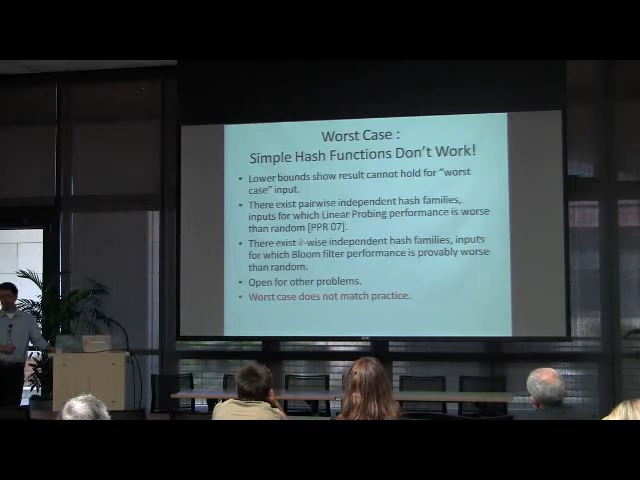 Worst Case :
Simple Hash Functions Don't Work!
• Lower bounds show result cannot hold for "worst
case" input.
• There exist pairwise independent hash families,
inputs for which Linear Probing performance is worse
than random [PPR 07].
• There exist k-wise independent hash families, inputs
for which Bloom filter performance is provably worse
than random.
• Open for other problems.
• Worst case does not match practice.